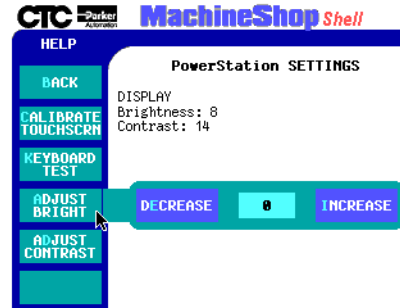 CTC Parker Automation MachineShop Shell
HELP
PowerStation SETTINGS
BACK
DISPLAY
Brightness: 8
Contrast: 14
CALIBRATE
TOUCHSCRN
KEYBOARD
TEST
ADJUST
BRIGHT
DECREASE 0 INCREASE
ADJUST
CONTRAST